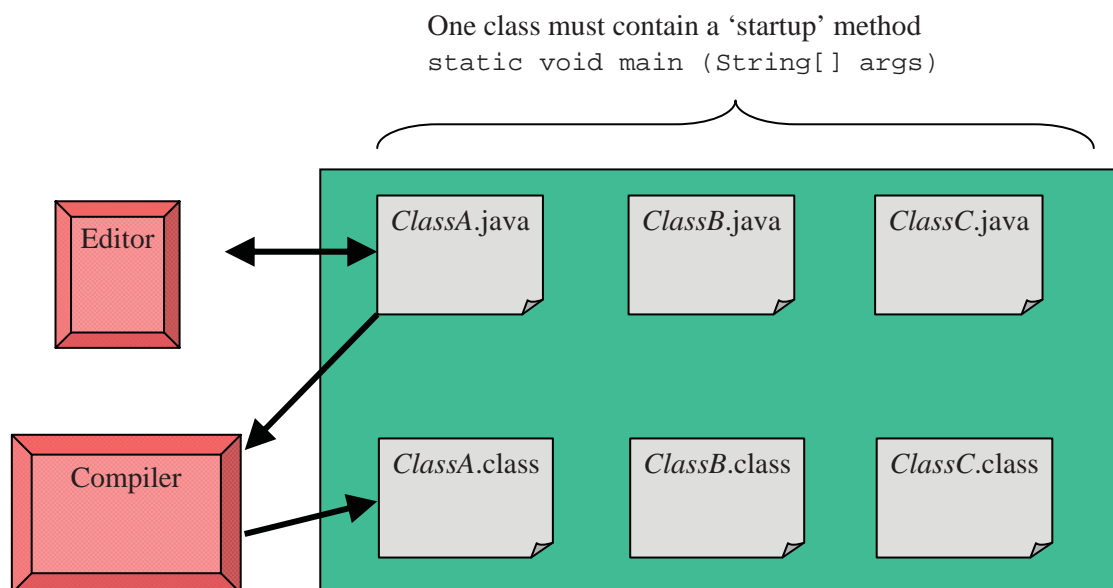 One class must contain a ‘startup’ method
static void main (String[] args)
Editor
ClassA.java
ClassB.java
ClassC.java
Compiler
ClassA.class
ClassB.class
ClassC.class